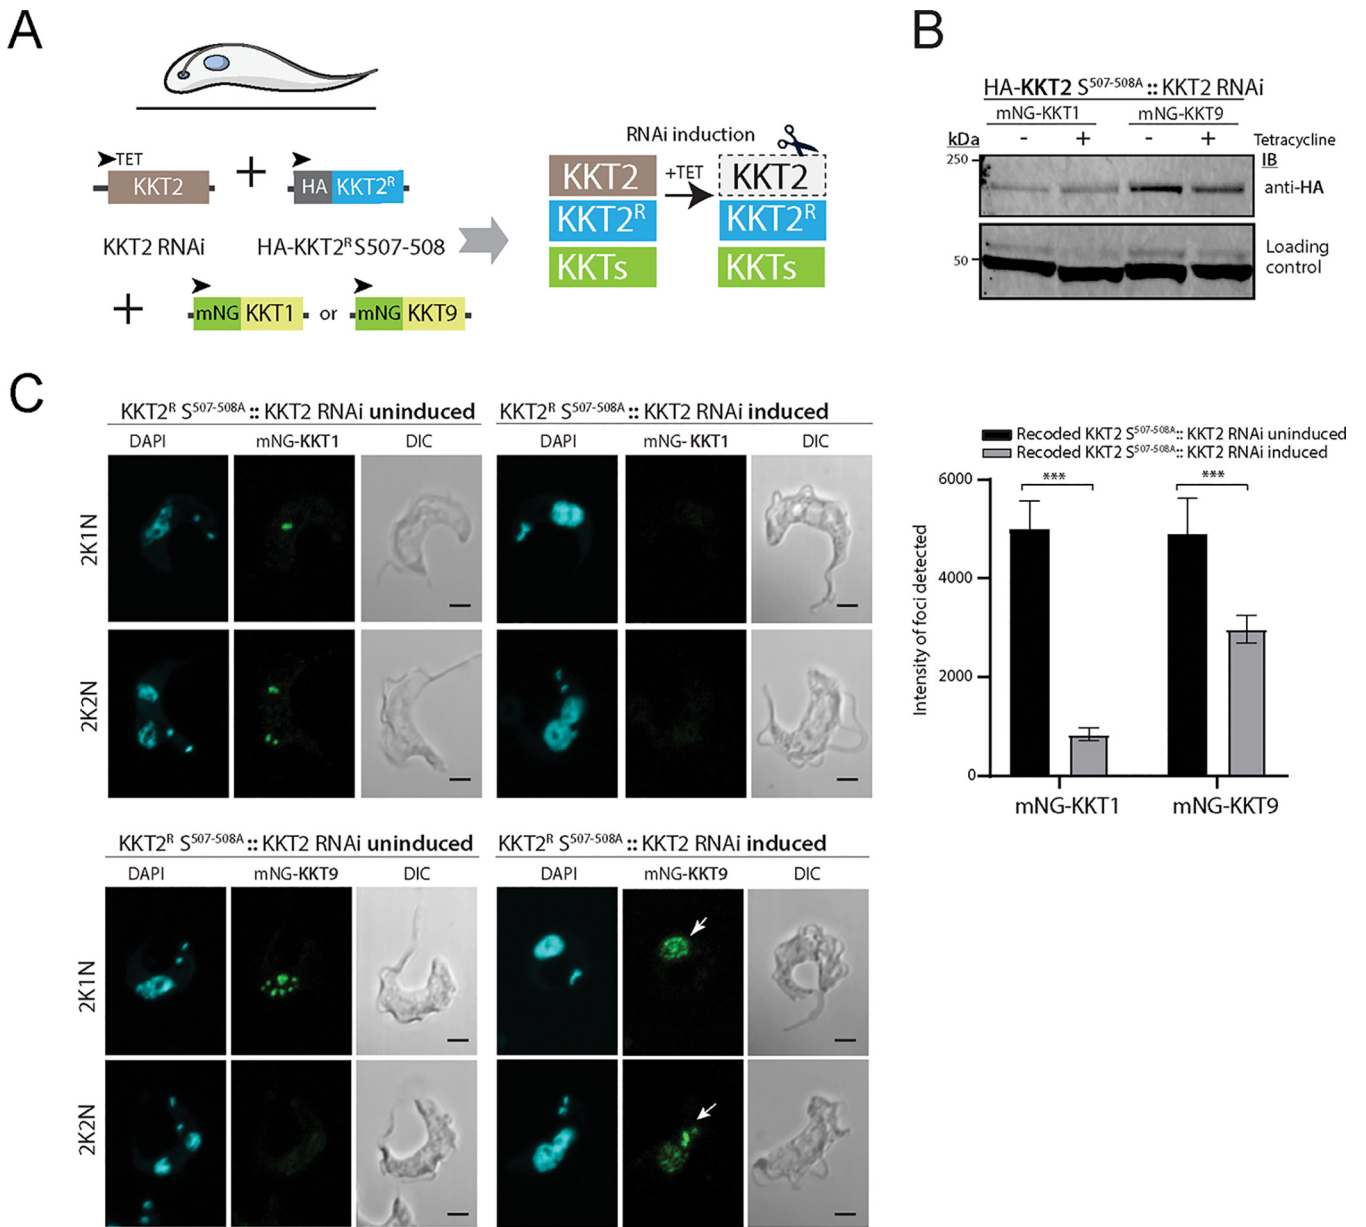 A
TET
KKT2
HA KKT2ᴿ
KKT2 RNAi
HA-KKT2ᴿ S507-508
mNG KKT1 or mNG KKT9
RNAi induction
KKT2 +TET KKT2
KKT2ᴿ KKT2ᴿ
KKTs KKTs
B
HA-KKT2 S⁵⁰⁷⁻⁵⁰⁸ᴬ :: KKT2 RNAi
mNG-KKT1 mNG-KKT9
kDa - + - + Tetracycline
250 IB
anti-HA
50 Loading
control
C
KKT2ᴿ S⁵⁰⁷⁻⁵⁰⁸ᴬ :: KKT2 RNAi uninduced
DAPI mNG-KKT1 DIC
KKT2ᴿ S⁵⁰⁷⁻⁵⁰⁸ᴬ :: KKT2 RNAi induced
DAPI mNG- KKT1 DIC
2K1N
2K2N
Recoded KKT2 S⁵⁰⁷⁻⁵⁰⁸ᴬ:: KKT2 RNAi uninduced
Recoded KKT2 S⁵⁰⁷⁻⁵⁰⁸ᴬ:: KKT2 RNAi induced
Intensity of foci detected
6000
4000
2000
0
*** ***
mNG-KKT1 mNG-KKT9
KKT2ᴿ S⁵⁰⁷⁻⁵⁰⁸ᴬ :: KKT2 RNAi uninduced
DAPI mNG-KKT9 DIC
KKT2ᴿ S⁵⁰⁷⁻⁵⁰⁸ᴬ :: KKT2 RNAi induced
DAPI mNG-KKT9 DIC
2K1N
2K2N